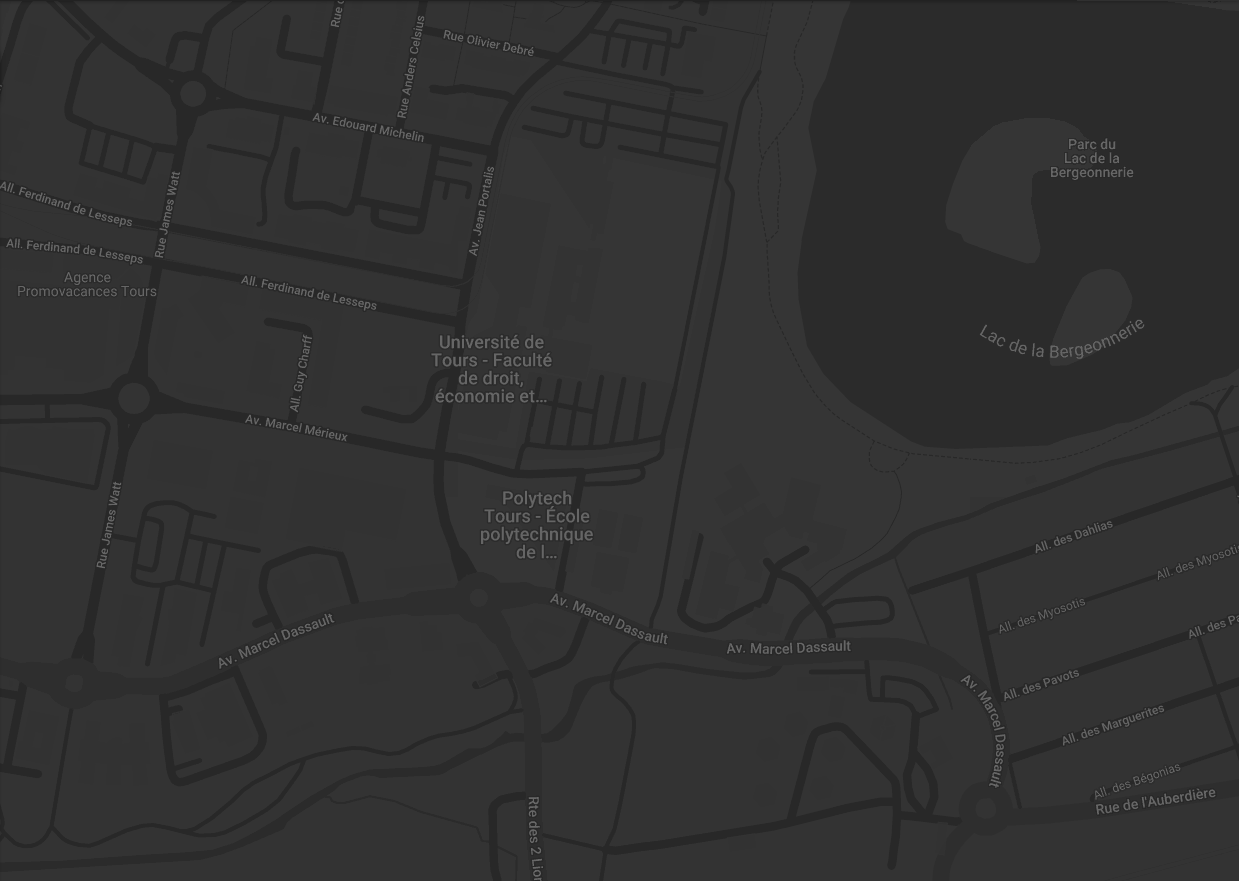 Rue Olivier Debré
Rue Anders Celsius
Av. Edouard Michelin
Parc du
Lac de la
Bergeonnerie
All. Ferdinand de Lesseps
Rue James Watt
Av. Jean Portalis
All. Ferdinand de Lesseps
Agence
Promovacances Tours
All. Ferdinand de Lesseps
Lac de la Bergeonnerie
Université de
Tours - Faculté
de droit,
économie et...
All. Guy Charff
Av. Marcel Mérieux
Rue James Watt
Polytech
Tours - École
polytechnique
de l...
All. des Dahlias
All. des Myosotis
All. des Myosotis
Av. Marcel Dassault
Av. Marcel Dassault
Av. Marcel Dassault
All. des Pa
All. des Pavots
Av. Marcel Dassault
All. des Marguerites
All. des Bégonias
Rue de l'Auberdière
Rte des 2 Lion